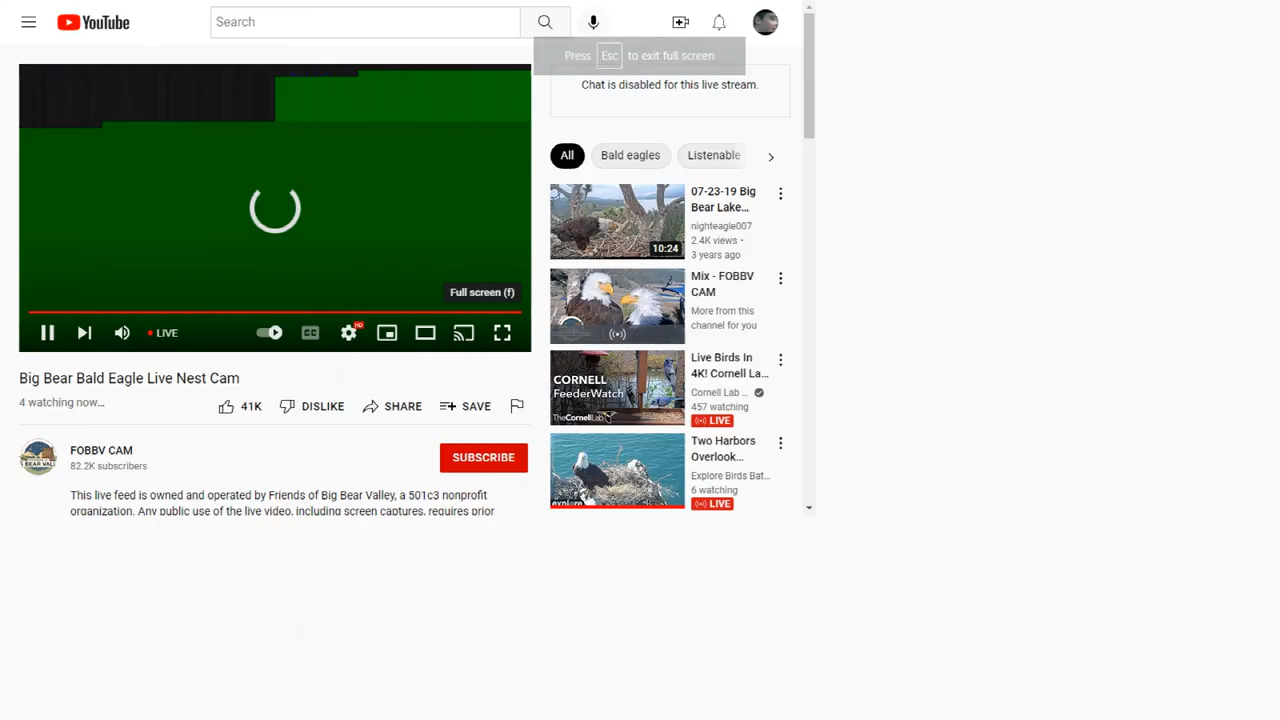 YouTube
Search
Press Esc to exit full screen
Chat is disabled for this live stream.
All
Bald eagles
Listenable
07-23-19 Big
Bear Lake...
nighteagle007
2.4K views •
3 years ago
10:24
Mix - FOBBV
CAM
More from this
channel for you
Live Birds In
4K! Cornell La...
Cornell Lab ...
457 watching
LIVE
CORNELL
FeederWatch
TheCornellLab
Two Harbors
Overlook...
Explore Birds Bat...
6 watching
LIVE
explore
Full screen (f)
LIVE
CC
HD
Big Bear Bald Eagle Live Nest Cam
4 watching now...
41K
DISLIKE
SHARE
SAVE
FOBBV CAM
82.2K subscribers
SUBSCRIBE
This live feed is owned and operated by Friends of Big Bear Valley, a 501c3 nonprofit
organization. Any public use of the live video, including screen captures, requires prior